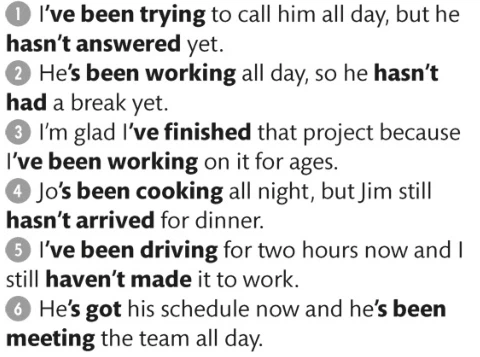 1 I've been trying to call him all day, but he
hasn't answered yet.
2 He's been working all day, so he hasn't
had a break yet.
3 I'm glad I've finished that project because
I've been working on it for ages.
4 Jo's been cooking all night, but Jim still
hasn't arrived for dinner.
5 I've been driving for two hours now and I
still haven't made it to work.
6 He's got his schedule now and he's been
meeting the team all day.